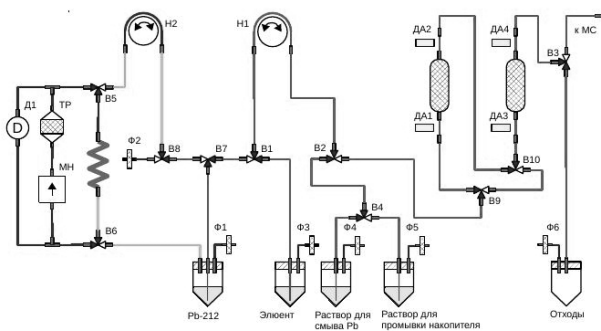 Н2
Н1
ДА2
ДА4
В3
к МС
Д1
ТР
В5
D
Ф2
В8
В7
В1
В2
ДА1
ДА3
МН
В10
В9
В4
В6
Ф1
Ф3
Ф4
Ф5
Ф6
Pb-212
Элюент
Раствор для
смыва Pb
Раствор для
промывки накопителя
Отходы